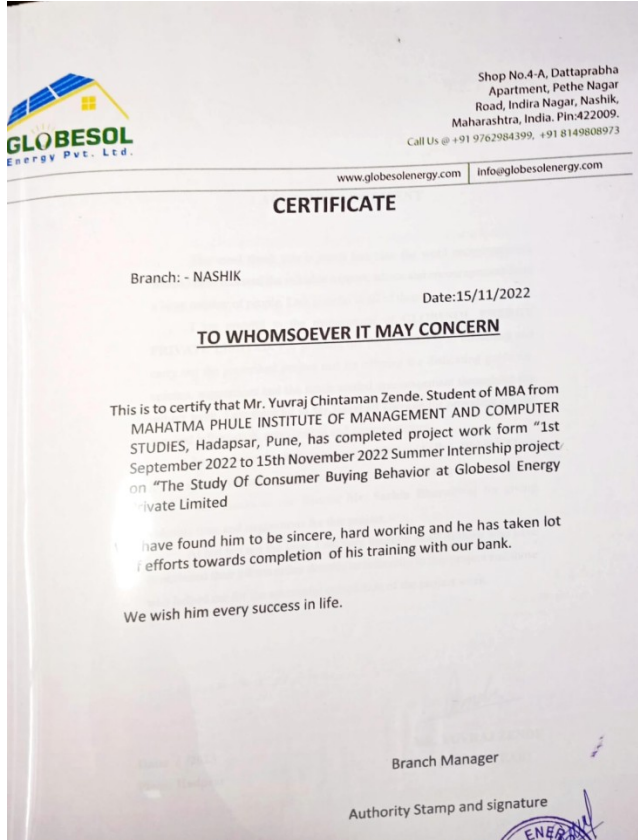 GLOBESOL
Energy Pvt. Ltd.
Shop No.4-A, Dattaprabha
Apartment, Pethe Nagar
Road, Indira Nagar, Nashik,
Maharashtra, India. Pin:422009.
Call Us @ +91 9762984399, +91 8149808973
www.globesolenergy.com info@globesolenergy.com
CERTIFICATE
Branch: - NASHIK
Date:15/11/2022
TO WHOMSOEVER IT MAY CONCERN
This is to certify that Mr. Yuvraj Chintaman Zende. Student of MBA from
MAHATMA PHULE INSTITUTE OF MANAGEMENT AND COMPUTER
STUDIES, Hadapsar, Pune, has completed project work form "1st
September 2022 to 15th November 2022 Summer Internship project
on "The Study Of Consumer Buying Behavior at Globesol Energy
rivate Limited
have found him to be sincere, hard working and he has taken lot
efforts towards completion of his training with our bank.
We wish him every success in life.
Branch Manager
Authority Stamp and signature
ENER